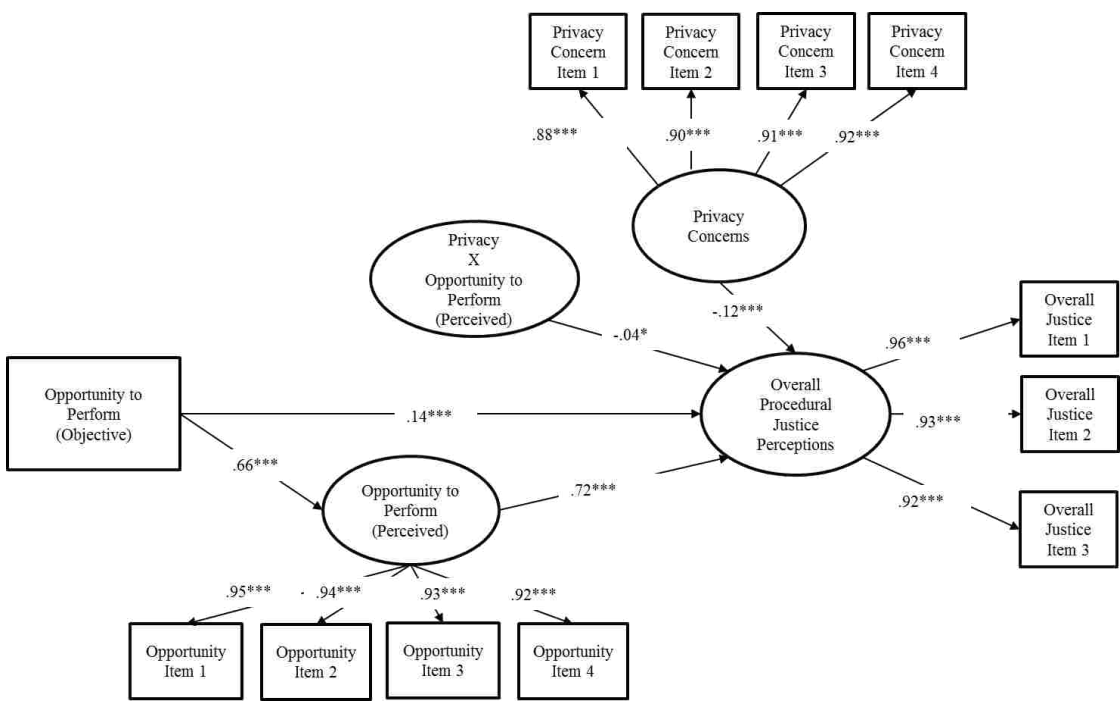 Privacy
Concern
Item 1
Privacy
Concern
Item 2
Privacy
Concern
Item 3
Privacy
Concern
Item 4
.88***
.90***
.91***
.92***
Privacy
Concerns
Privacy
X
Opportunity to
Perform
(Perceived)
-.12***
-.04*
Overall
Justice
Item 1
.96***
Opportunity to
Perform
(Objective)
.14***
Overall
Procedural
Justice
Perceptions
.93***
Overall
Justice
Item 2
.66***
.72***
.92***
Opportunity to
Perform
(Perceived)
Overall
Justice
Item 3
.95***
.94***
.93***
.92***
Opportunity
Item 1
Opportunity
Item 2
Opportunity
Item 3
Opportunity
Item 4